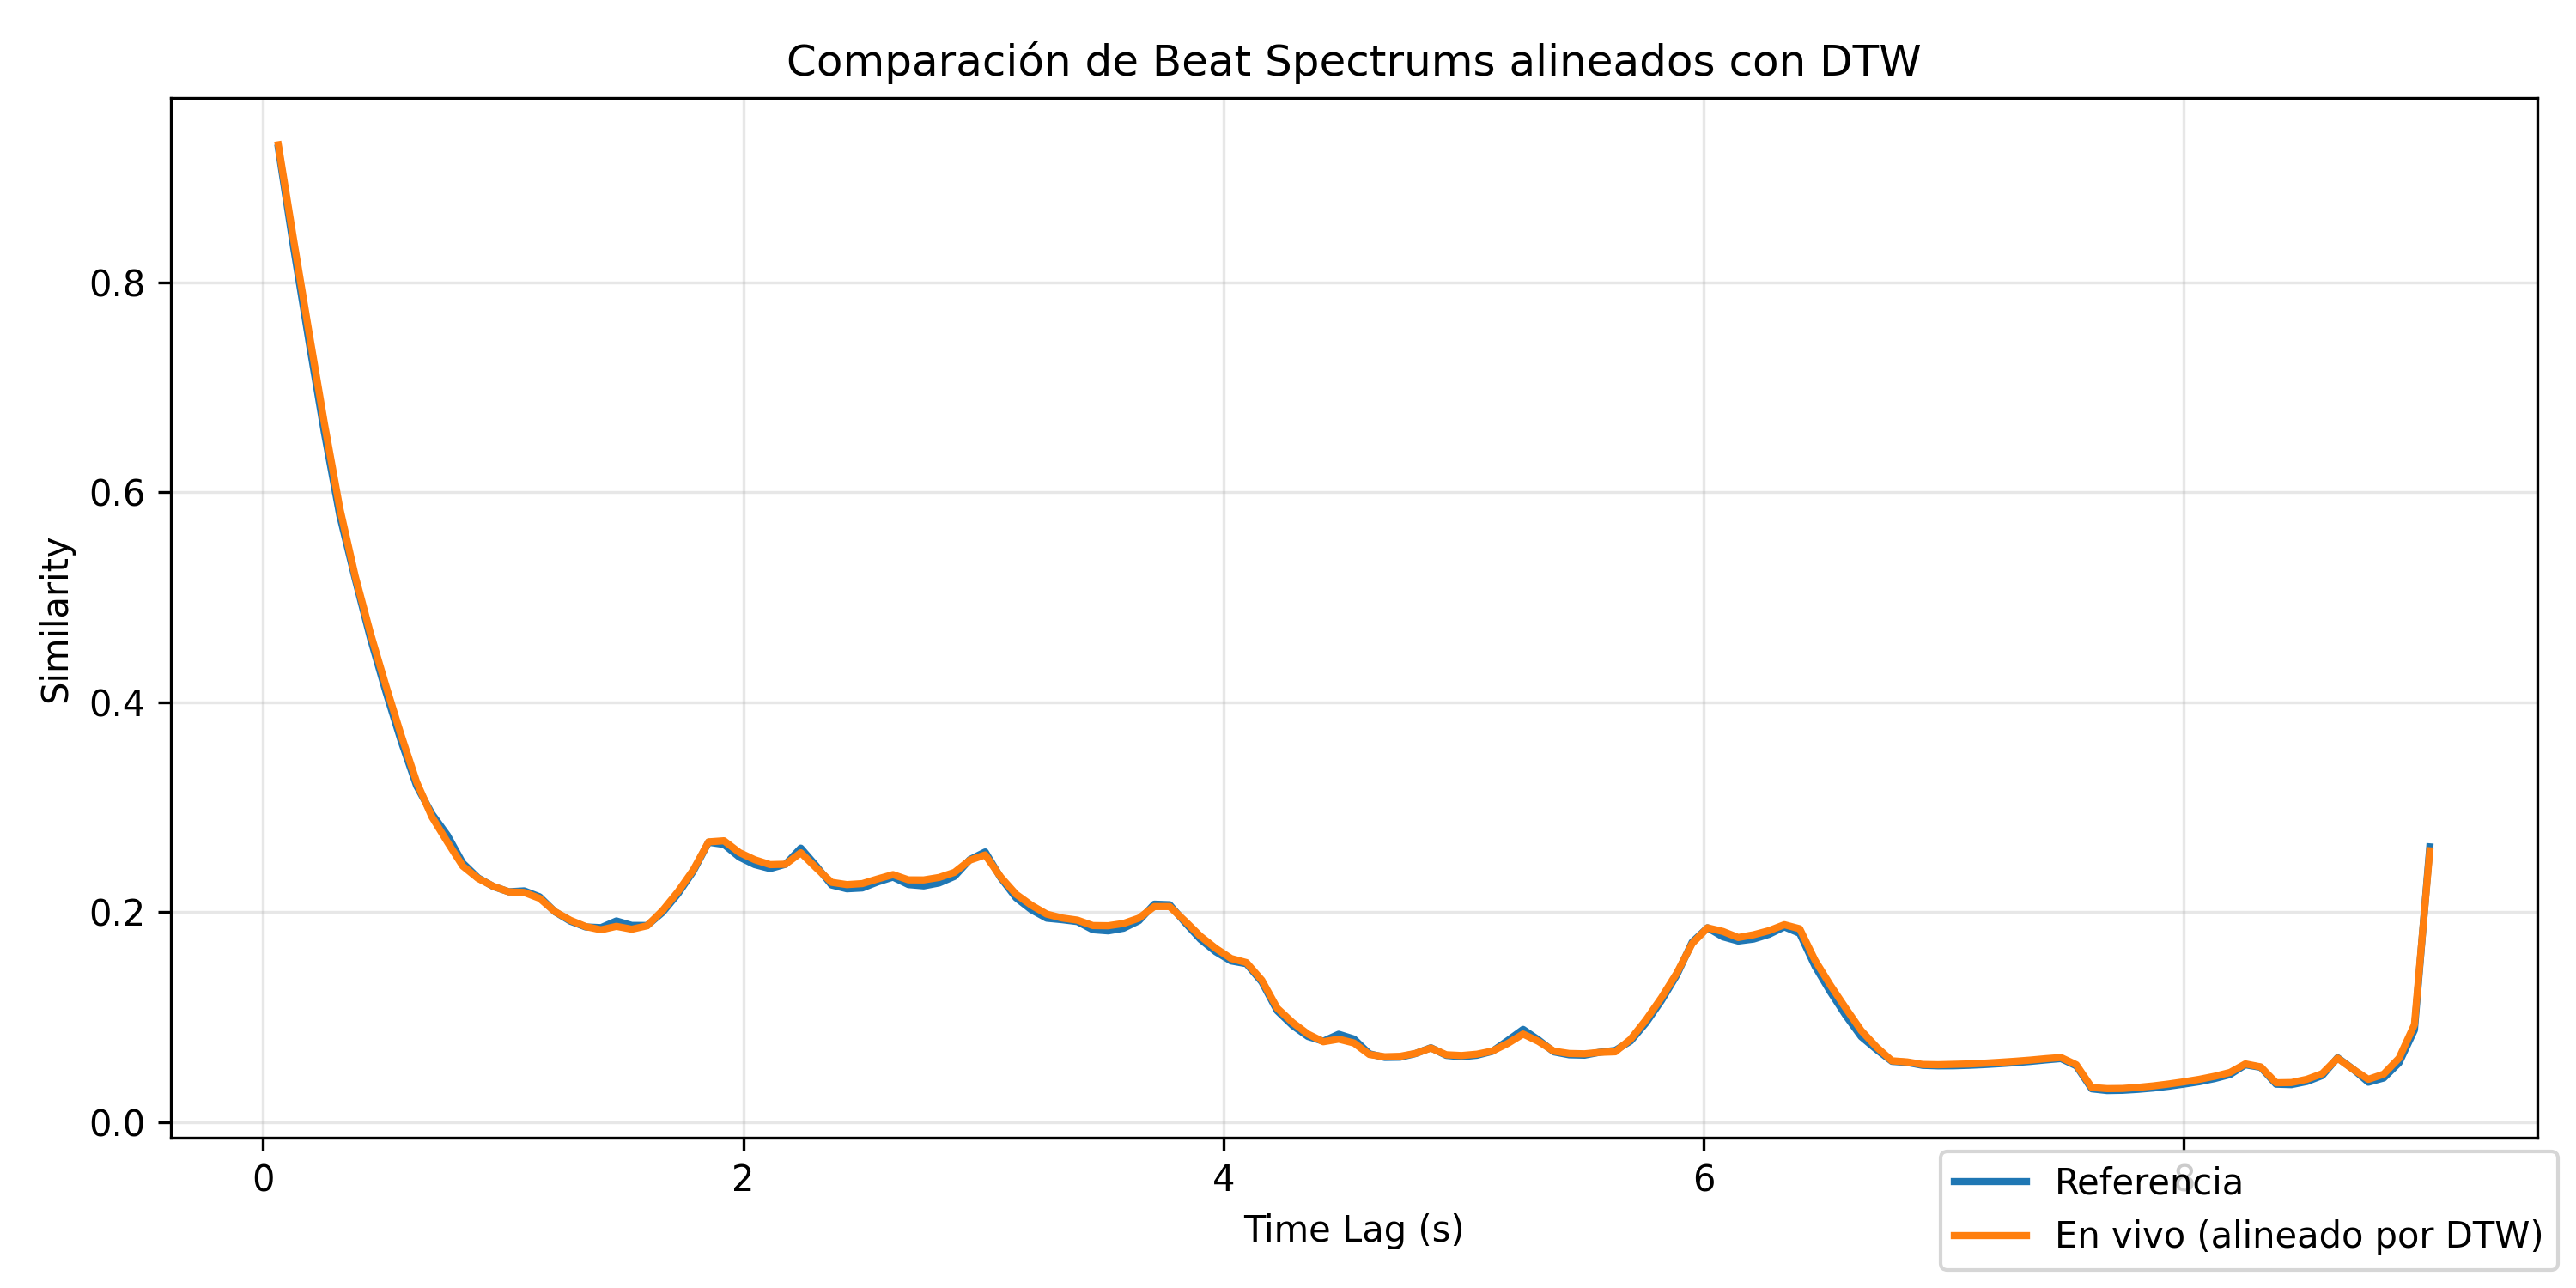 Comparación de Beat Spectrums alineados con DTW
Similarity
0.8
0.6
0.4
0.2
0.0
0 2 4 6 8
Time Lag (s)
Referencia
En vivo (alineado por DTW)